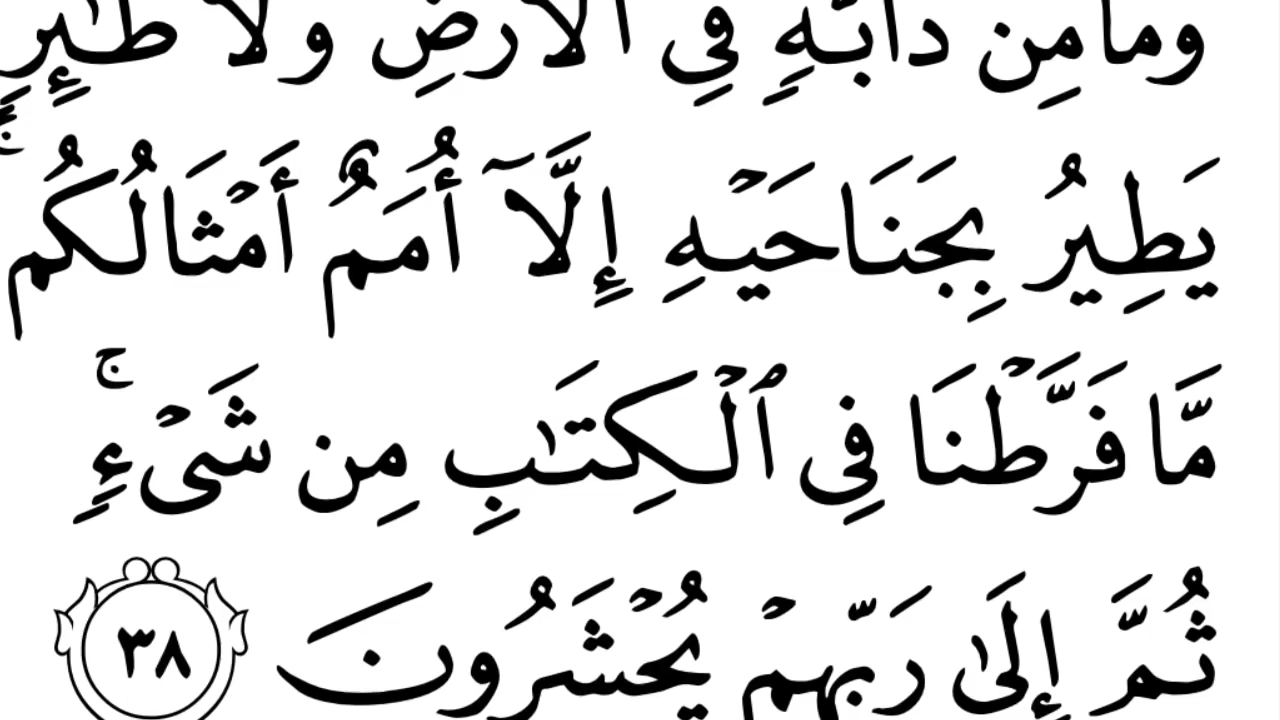 وَمَا مِن دَآبَّةٖ فِي ٱلۡأَرۡضِ وَلَا طَٰٓئِرٖ
يَطِيرُ بِجَنَاحَيۡهِ إِلَّآ أُمَمٌ أَمۡثَالُكُمۚ
مَّا فَرَّطۡنَا فِي ٱلۡكِتَٰبِ مِن شَيۡءٖۚ
ثُمَّ إِلَىٰ رَبِّهِمۡ يُحۡشَرُونَ ٣٨